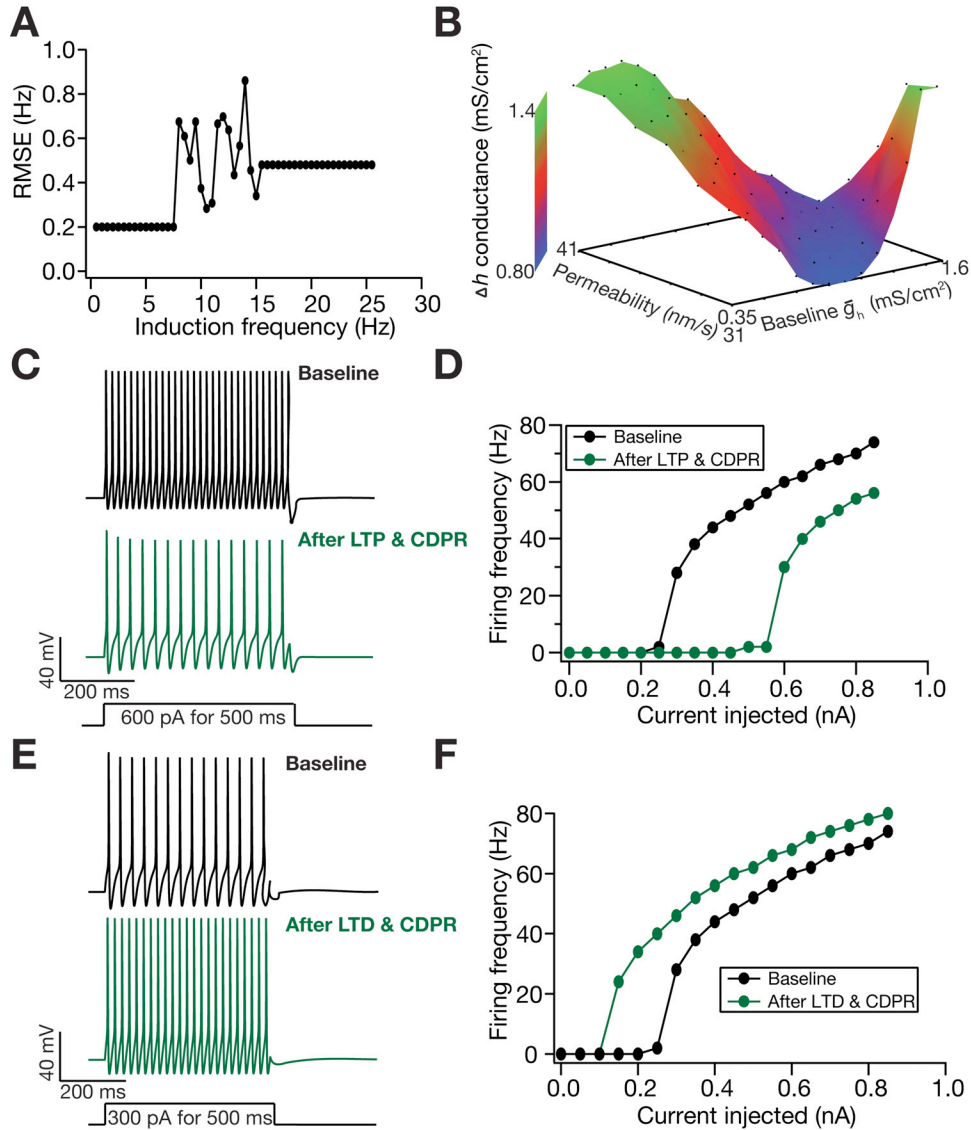 A
RMSE (Hz)
1.0
0.8
0.6
0.4
0.2
0.0
0
5
10
15
20
25
30
Induction frequency (Hz)
B
Δh conductance (mS/cm²)
1.4
0.80
41
Permeability (nm/s)
31
0.35
Baseline g̅h (mS/cm²)
1.6
C
Baseline
After LTP & CDPR
40 mV
200 ms
600 pA for 500 ms
D
Firing frequency (Hz)
80
60
40
20
0
Baseline
After LTP & CDPR
0.0
0.2
0.4
0.6
0.8
1.0
Current injected (nA)
E
Baseline
After LTD & CDPR
40 mV
200 ms
300 pA for 500 ms
F
Firing frequency (Hz)
80
60
40
20
0
Baseline
After LTD & CDPR
0.0
0.2
0.4
0.6
0.8
1.0
Current injected (nA)